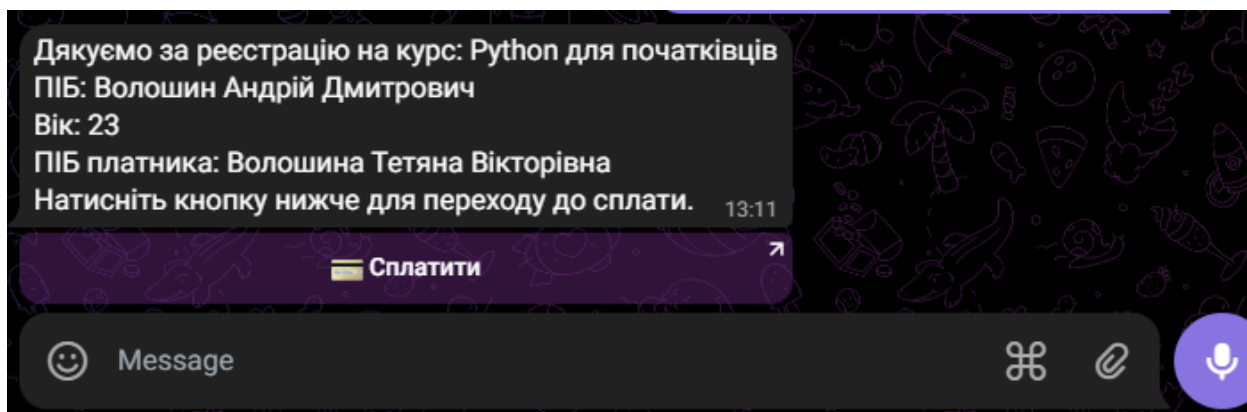 Дякуємо за реєстрацію на курс: Python для початківців
ПІБ: Волошин Андрій Дмитрович
Вік: 23
ПІБ платника: Волошина Тетяна Вікторівна
Натисніть кнопку нижче для переходу до сплати.
13:11
Сплатити
Message